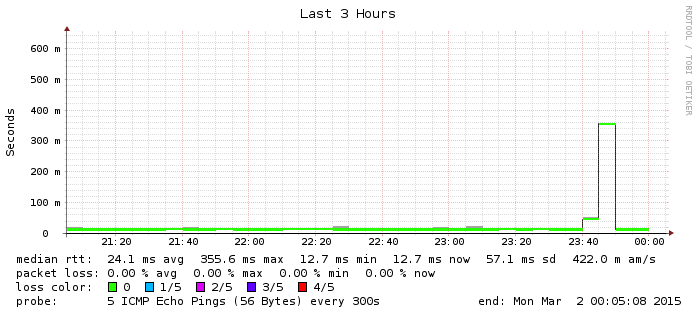 Last 3 Hours
RRDTOOL / TOBI OETIKER
Seconds
600 m
500 m
400 m
300 m
200 m
100 m
0
21:20 21:40 22:00 22:20 22:40 23:00 23:20 23:40 00:00
median rtt: 24.1 ms avg 355.6 ms max 12.7 ms min 12.7 ms now 57.1 ms sd 422.0 m am/s
packet loss: 0.00 % avg 0.00 % max 0.00 % min 0.00 % now
loss color: 0 1/5 2/5 3/5 4/5
probe: 5 ICMP Echo Pings (56 Bytes) every 300s end: Mon Mar 2 00:05:08 2015